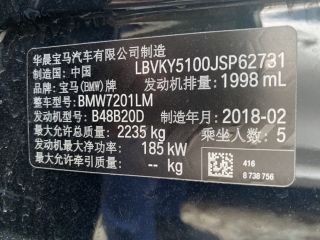 华晨宝马汽车有限公司制造
制造国：中国 LBVKY5100JSP62731
品牌：宝马(BMW)牌 发动机排量：1998 mL
整车型号：BMW7201LM
发动机型号：B48B20D 制造年月：2018-02
最大允许总质量：2235 kg 乘坐人数：5
发动机最大净功率：185 kW
最大允许牵引质量：-- kg
416
8 738 756